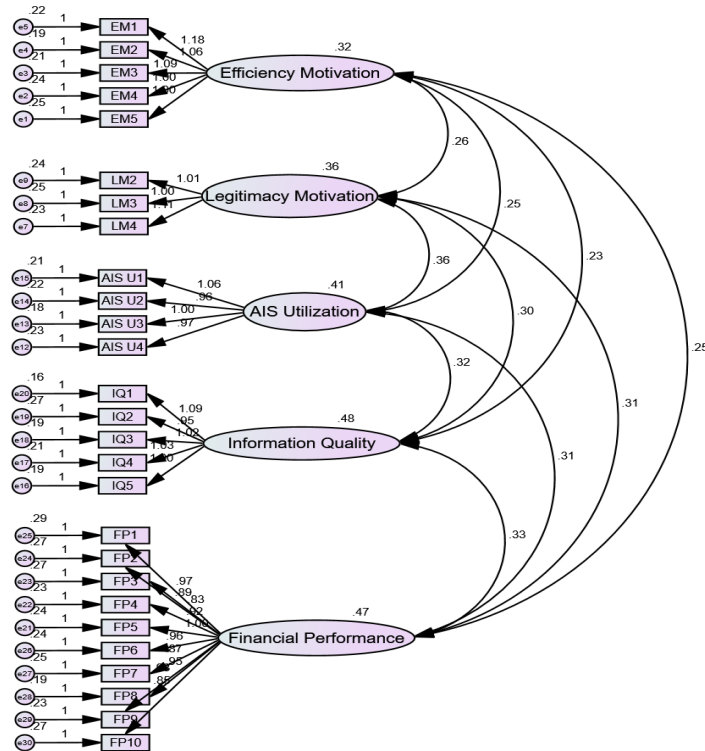 .22
1
e5
EM1
.19
1
e4
EM2
.21
1
e3
EM3
.24
1
e2
EM4
.25
1
e1
EM5
1.18
1.06
1.09
1.00
.32
Efficiency Motivation
.24
1
e9
LM2
.25
1
e8
LM3
.23
1
e7
LM4
1.01
1.00
1.11
.36
Legitimacy Motivation
.21
1
e15
AIS U1
.22
1
e14
AIS U2
.18
1
e13
AIS U3
.23
1
e12
AIS U4
1.06
.96
1.00
.97
.41
AIS Utilization
.16
1
e20
IQ1
.27
1
e19
IQ2
.19
1
e18
IQ3
.21
1
e17
IQ4
.19
1
e16
IQ5
1.09
.95
1.02
1.03
.48
Information Quality
.29
1
e25
FP1
.27
1
e24
FP2
.27
1
e23
FP3
.23
1
e22
FP4
.24
1
e21
FP5
.24
1
e26
FP6
.25
1
e27
FP7
.19
1
e28
FP8
.23
1
e29
FP9
.27
1
e30
FP10
.97
.89
.83
.92
1.00
.96
.87
.95
.85
.47
Financial Performance
.26
.25
.23
.25
.36
.30
.31
.32
.31
.33